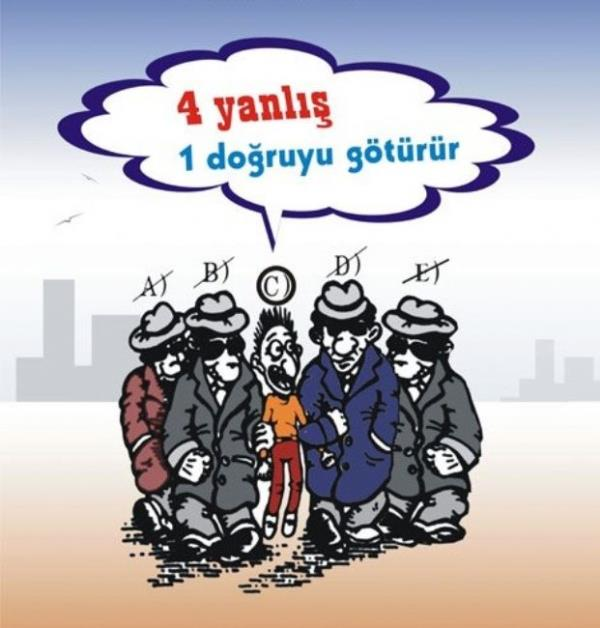 4 yanlış
1 doğruyu götürür
A) B) C) D) E)